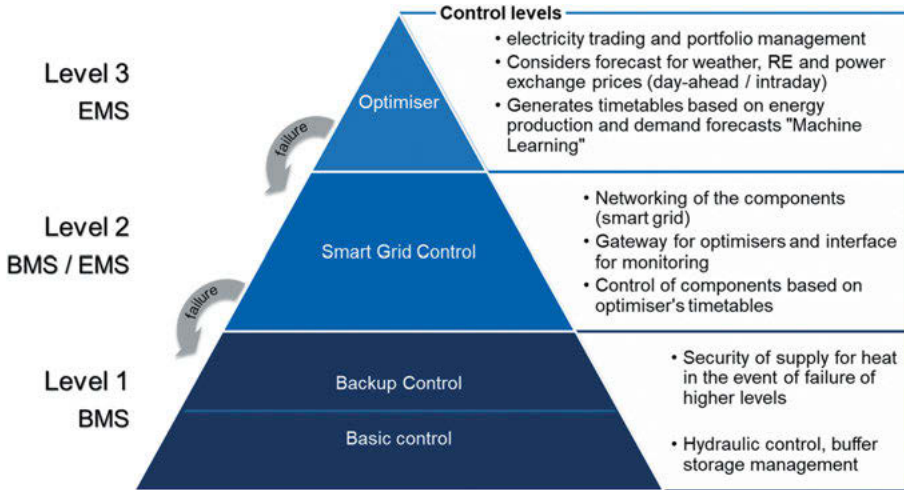 Control levels
Level 3
EMS
Optimiser
failure
• electricity trading and portfolio management
• Considers forecast for weather, RE and power
exchange prices (day-ahead / intraday)
• Generates timetables based on energy
production and demand forecasts "Machine
Learning"
Level 2
BMS / EMS
Smart Grid Control
failure
• Networking of the components
(smart grid)
• Gateway for optimisers and interface
for monitoring
• Control of components based on
optimiser's timetables
Level 1
BMS
Backup Control
Basic control
• Security of supply for heat
in the event of failure of
higher levels
• Hydraulic control, buffer
storage management